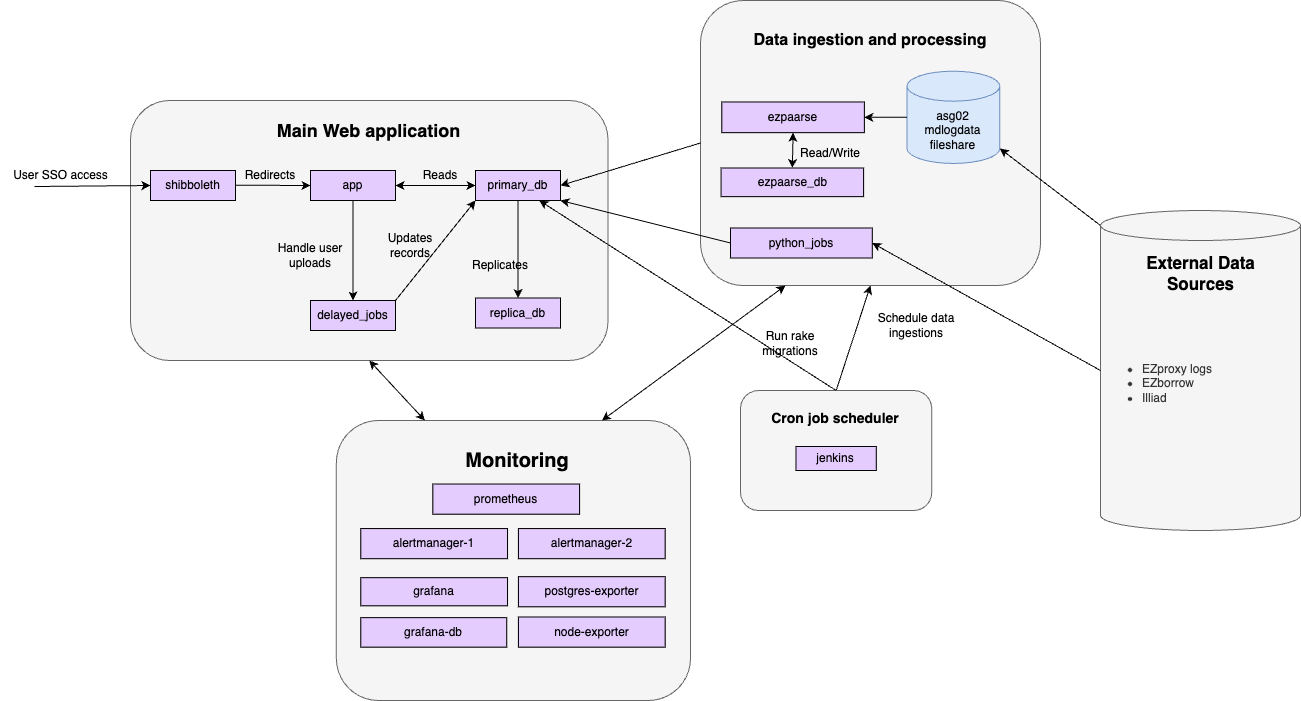 Data ingestion and processing
ezpaarse
asg02
mdlogdata
fileshare
Read/Write
ezpaarse_db
python_jobs
Main Web application
User SSO access
shibboleth
Redirects
app
Reads
primary_db
Handle user
uploads
Updates
records
Replicates
delayed_jobs
replica_db
External Data
Sources
EZproxy logs
EZborrow
Illiad
Schedule data
ingestions
Run rake
migrations
Cron job scheduler
jenkins
Monitoring
prometheus
alertmanager-1
alertmanager-2
grafana
postgres-exporter
grafana-db
node-exporter